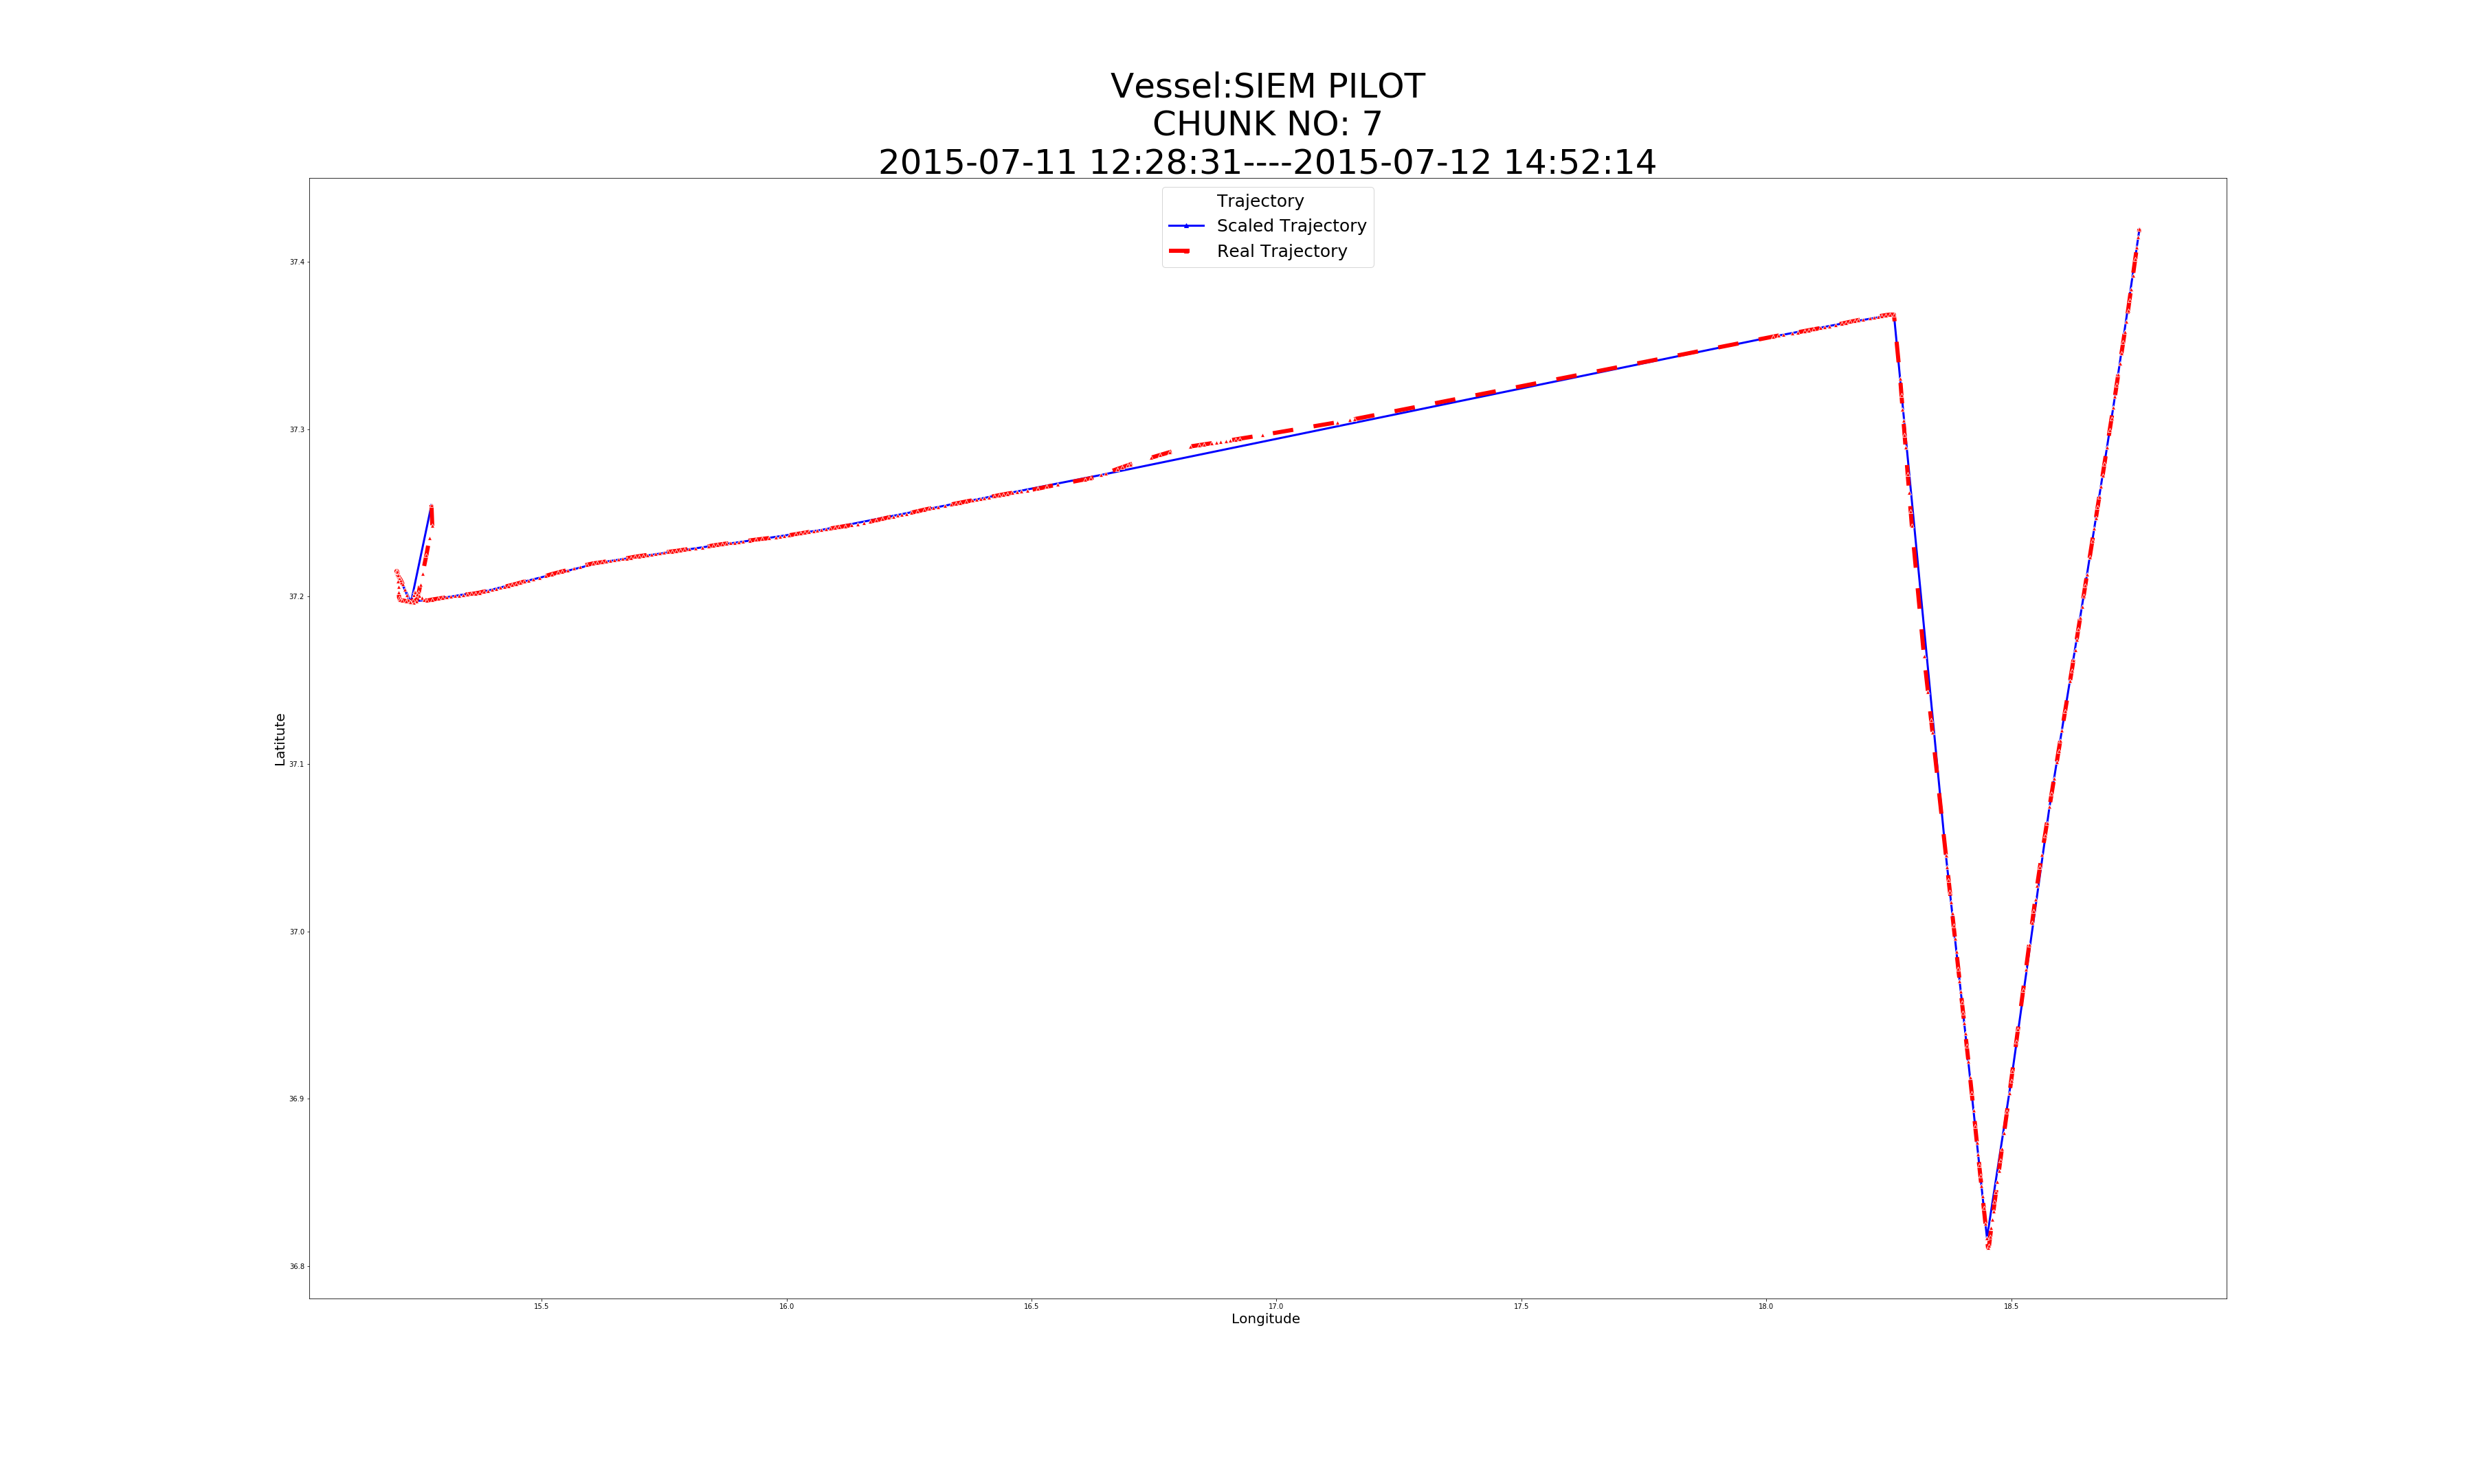 Vessel:SIEM PILOT
CHUNK NO: 7
2015-07-11 12:28:31----2015-07-12 14:52:14
Trajectory
Scaled Trajectory
Real Trajectory
37.4
37.3
37.2
37.1
37.0
36.9
36.8
Latitute
15.5 16.0 16.5 17.0 17.5 18.0 18.5
Longitude